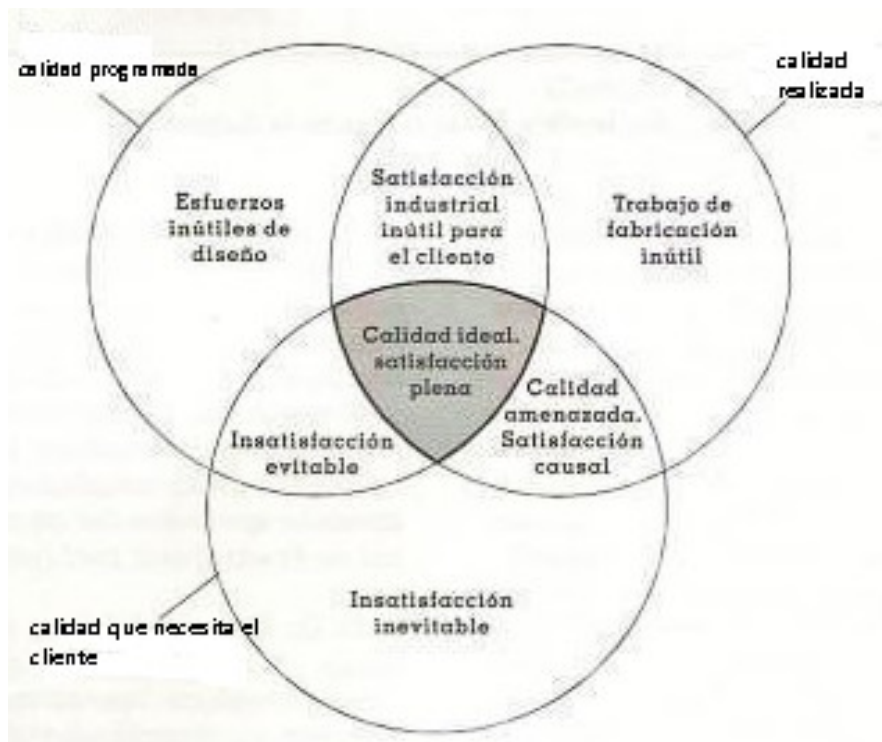 calidad programada
calidad
realizada
Esfuerzos
inútiles de
diseño
Satisfacción
industrial
inútil para
el cliente
Trabajo de
fabricación
inútil
Calidad ideal.
satisfacción
plena
Calidad
amenazada.
Satisfacción
causal
Insatisfacción
evitable
Insatisfacción
inevitable
calidad que necesita el
cliente